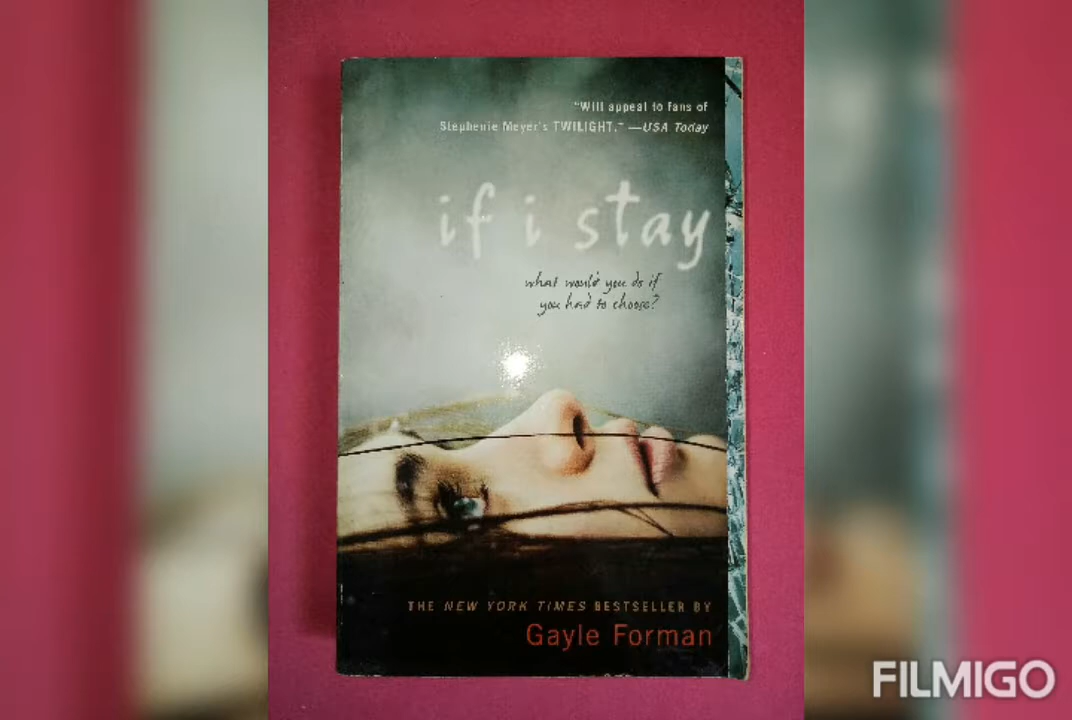 "Will appeal to fans of
Stephenie Meyer's TWILIGHT." —USA Today
if i stay
what would you do if
you had to choose?
THE NEW YORK TIMES BESTSELLER BY
Gayle Forman
FILMIGO